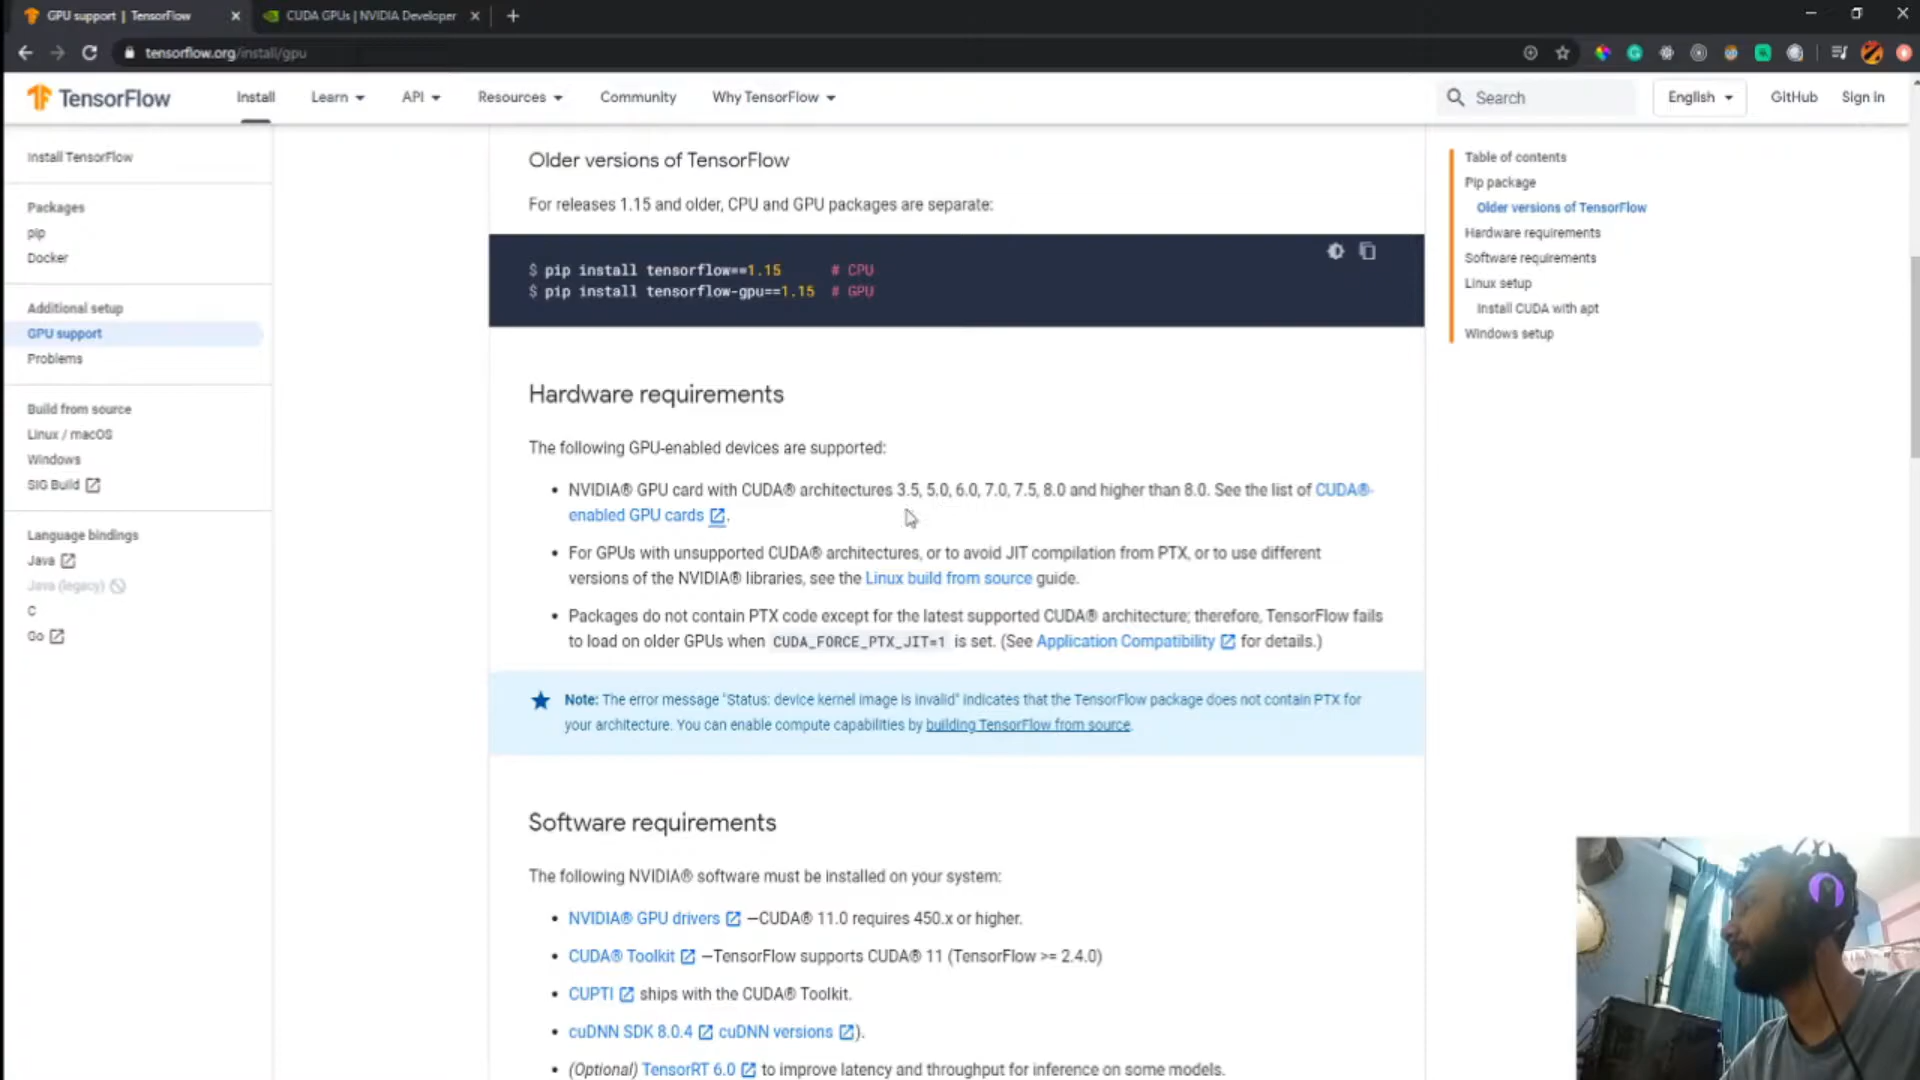 GPU support | TensorFlow
CUDA GPUs | NVIDIA Developer
tensorflow.org/install/gpu
TensorFlow
Install
Learn
API
Resources
Community
Why TensorFlow
Search
English
GitHub
Sign in
Install TensorFlow
Packages
pip
Docker
Additional setup
GPU support
Problems
Build from source
Linux / macOS
Windows
SIG Build
Language bindings
Java
Java (legacy)
C
Go
Older versions of TensorFlow
For releases 1.15 and older, CPU and GPU packages are separate:
$ pip install tensorflow==1.15 # CPU
$ pip install tensorflow-gpu==1.15 # GPU
Hardware requirements
The following GPU-enabled devices are supported:
• NVIDIA® GPU card with CUDA® architectures 3.5, 5.0, 6.0, 7.0, 7.5, 8.0 and higher than 8.0. See the list of CUDA®-
enabled GPU cards.
• For GPUs with unsupported CUDA® architectures, or to avoid JIT compilation from PTX, or to use different
versions of the NVIDIA® libraries, see the Linux build from source guide.
• Packages do not contain PTX code except for the latest supported CUDA® architecture; therefore, TensorFlow fails
to load on older GPUs when CUDA_FORCE_PTX_JIT=1 is set. (See Application Compatibility for details.)
Note: The error message "Status: device kernel image is invalid" indicates that the TensorFlow package does not contain PTX for
your architecture. You can enable compute capabilities by building TensorFlow from source.
Software requirements
The following NVIDIA® software must be installed on your system:
• NVIDIA® GPU drivers —CUDA® 11.0 requires 450.x or higher.
• CUDA® Toolkit —TensorFlow supports CUDA® 11 (TensorFlow >= 2.4.0)
• CUPTI ships with the CUDA® Toolkit.
• cuDNN SDK 8.0.4 cuDNN versions).
• (Optional) TensorRT 6.0 to improve latency and throughput for inference on some models.
Table of contents
Pip package
Older versions of TensorFlow
Hardware requirements
Software requirements
Linux setup
Install CUDA with apt
Windows setup